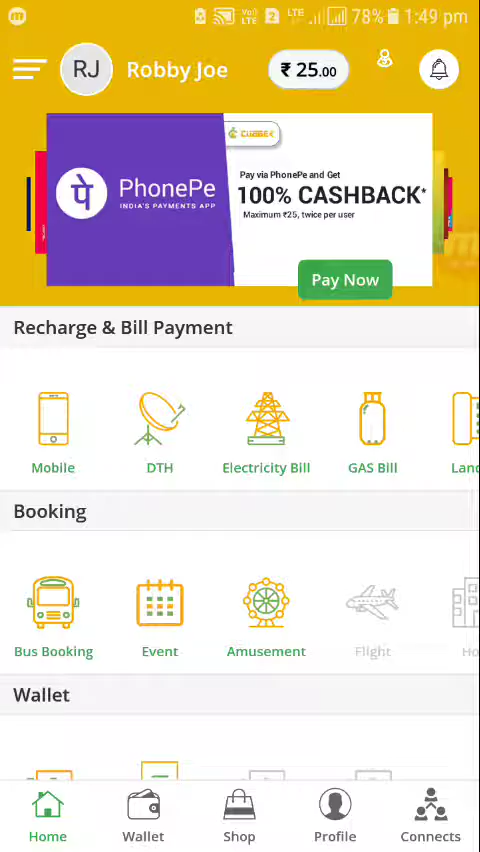 78% 1:49 pm
RJ Robby Joe ₹ 25.00
पे PhonePe
INDIA'S PAYMENTS APP
Pay via PhonePe and Get
100% CASHBACK*
Maximum ₹25, twice per user
Pay Now
Recharge & Bill Payment
Mobile DTH Electricity Bill GAS Bill Land
Booking
Bus Booking Event Amusement Flight Ho
Wallet
Home Wallet Shop Profile Connects